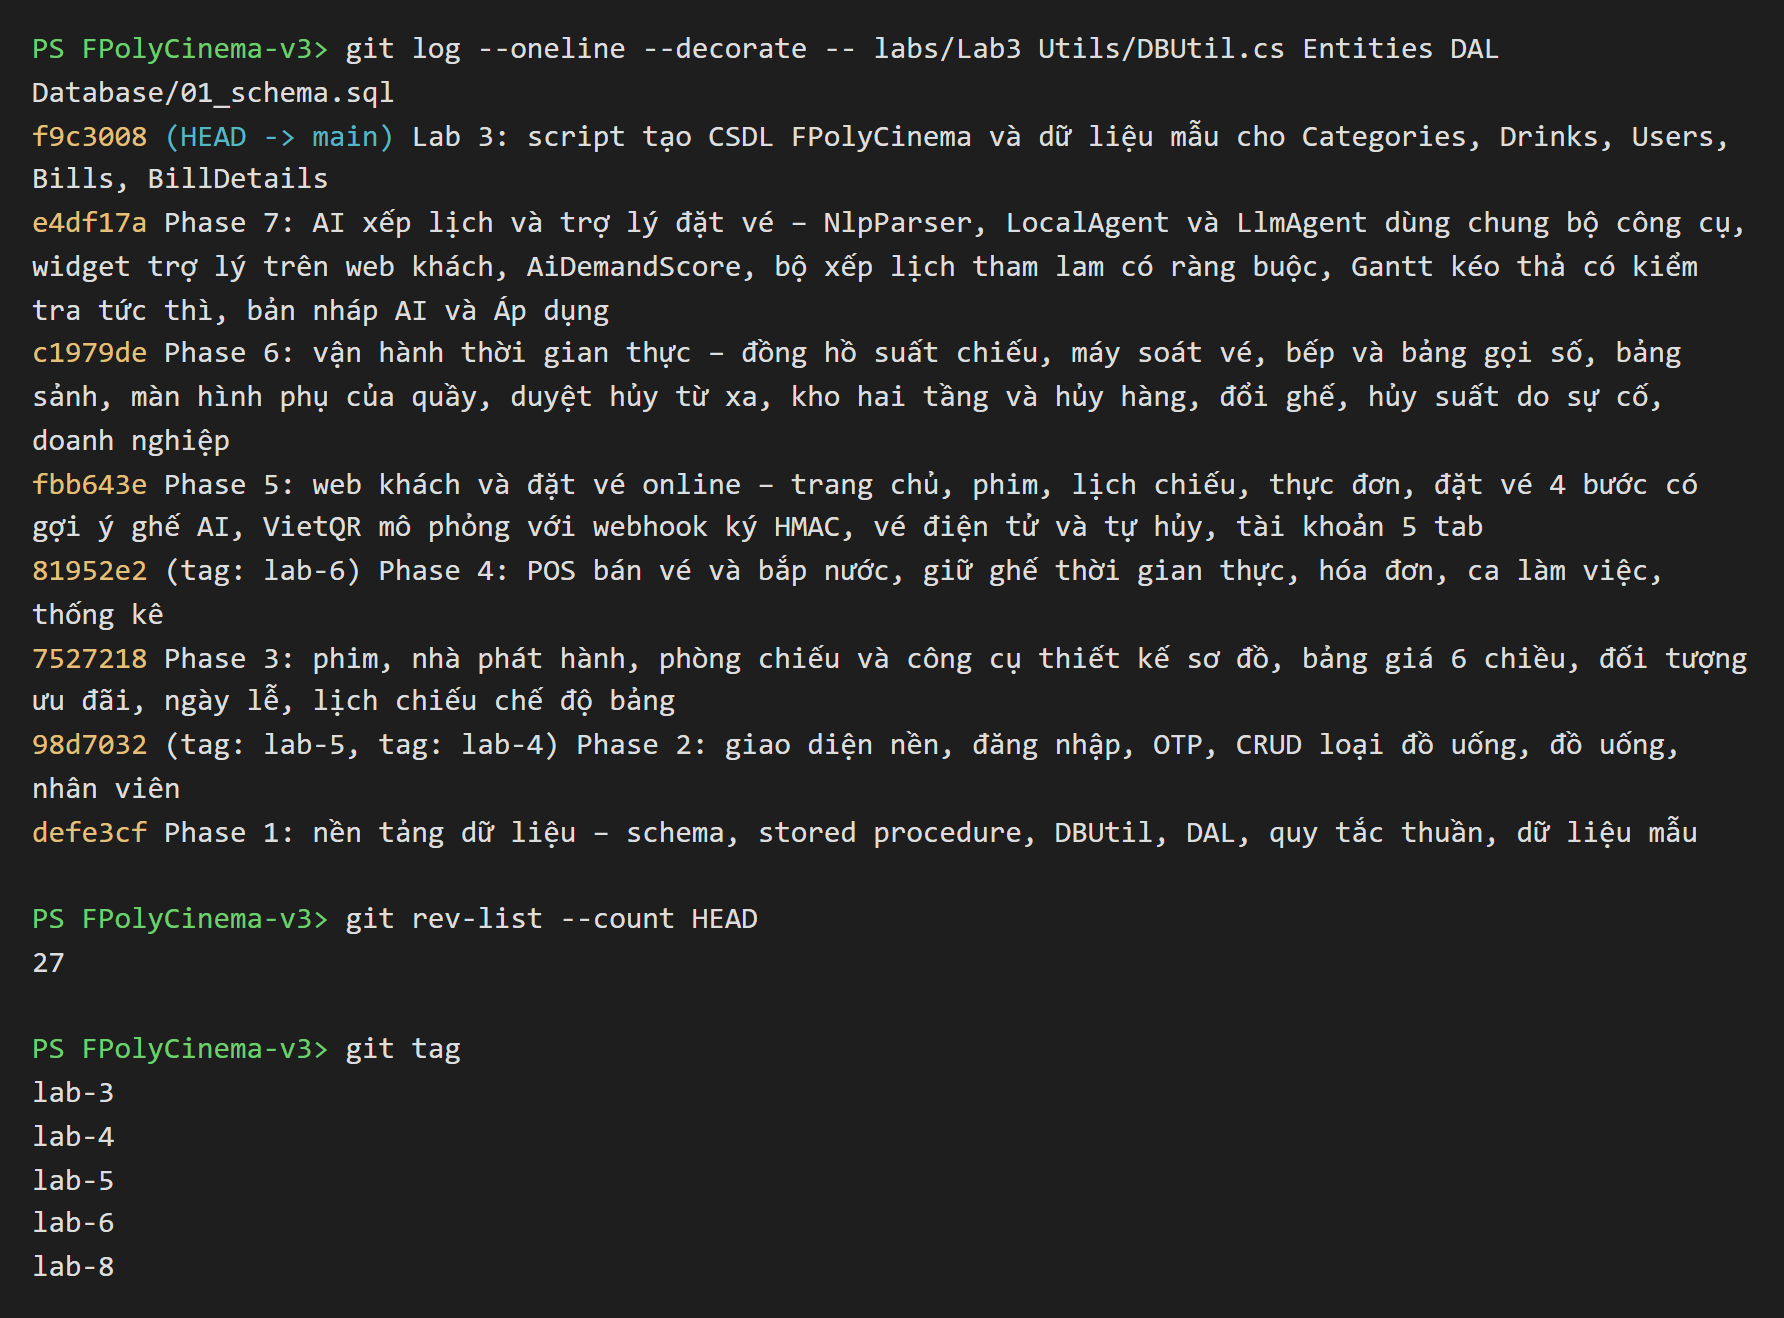 PS FPolyCinema-v3> git log --oneline --decorate -- labs/Lab3 Utils/DBUtil.cs Entities DAL
Database/01_schema.sql
f9c3008 (HEAD -> main) Lab 3: script tạo CSDL FPolyCinema và dữ liệu mẫu cho Categories, Drinks, Users,
Bills, BillDetails
e4df17a Phase 7: AI xếp lịch và trợ lý đặt vé – NlpParser, LocalAgent và LlmAgent dùng chung bộ công cụ,
widget trợ lý trên web khách, AiDemandScore, bộ xếp lịch tham lam có ràng buộc, Gantt kéo thả có kiểm
tra tức thì, bản nháp AI và Áp dụng
c1979de Phase 6: vận hành thời gian thực – đồng hồ suất chiếu, máy soát vé, bếp và bảng gọi số, bảng
sảnh, màn hình phụ của quầy, duyệt hủy từ xa, kho hai tầng và hủy hàng, đổi ghế, hủy suất do sự cố,
doanh nghiệp
fbb643e Phase 5: web khách và đặt vé online – trang chủ, phim, lịch chiếu, thực đơn, đặt vé 4 bước có
gợi ý ghế AI, VietQR mô phỏng với webhook ký HMAC, vé điện tử và tự hủy, tài khoản 5 tab
81952e2 (tag: lab-6) Phase 4: POS bán vé và bắp nước, giữ ghế thời gian thực, hóa đơn, ca làm việc,
thống kê
7527218 Phase 3: phim, nhà phát hành, phòng chiếu và công cụ thiết kế sơ đồ, bảng giá 6 chiều, đối tượng
ưu đãi, ngày lễ, lịch chiếu chế độ bảng
98d7032 (tag: lab-5, tag: lab-4) Phase 2: giao diện nền, đăng nhập, OTP, CRUD loại đồ uống, đồ uống,
nhân viên
defe3cf Phase 1: nền tảng dữ liệu – schema, stored procedure, DBUtil, DAL, quy tắc thuần, dữ liệu mẫu
PS FPolyCinema-v3> git rev-list --count HEAD
27
PS FPolyCinema-v3> git tag
lab-3
lab-4
lab-5
lab-6
lab-8